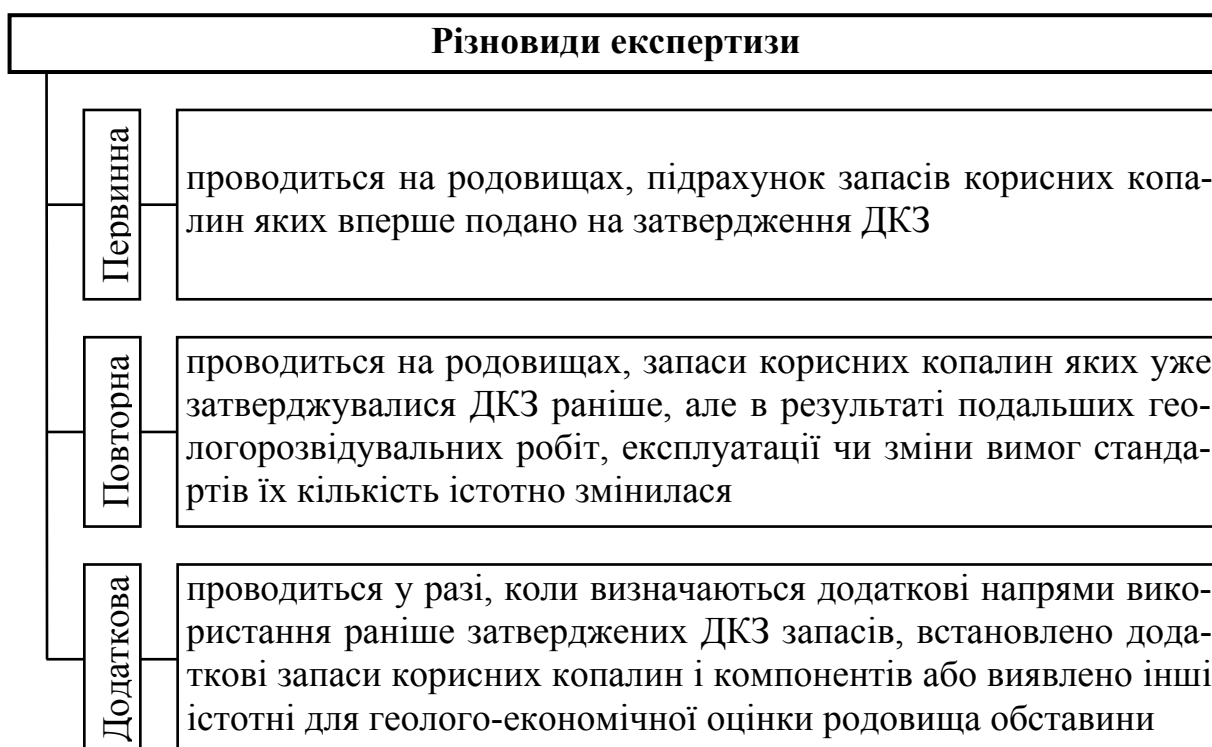 Різновиди експертизи
Первинна
проводиться на родовищах, підрахунок запасів корисних копа-
лин яких вперше подано на затвердження ДКЗ
Повторна
проводиться на родовищах, запаси корисних копалин яких уже
затверджувалися ДКЗ раніше, але в результаті подальших гео-
логорозвідувальних робіт, експлуатації чи зміни вимог станда-
ртів їх кількість істотно змінилася
Додаткова
проводиться у разі, коли визначаються додаткові напрями вико-
ристання раніше затверджених ДКЗ запасів, встановлено дода-
ткові запаси корисних копалин і компонентів або виявлено інші
істотні для геолого-економічної оцінки родовища обставини